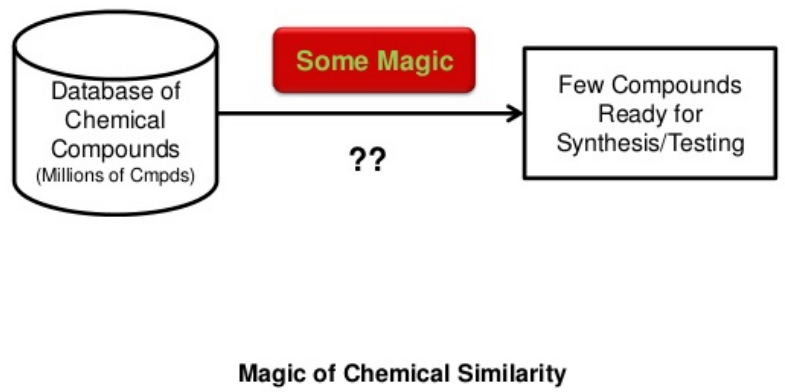 Some Magic
Database of
Chemical
Compounds
(Millions of Cmpds)
??
Few Compounds
Ready for
Synthesis/Testing
Magic of Chemical Similarity